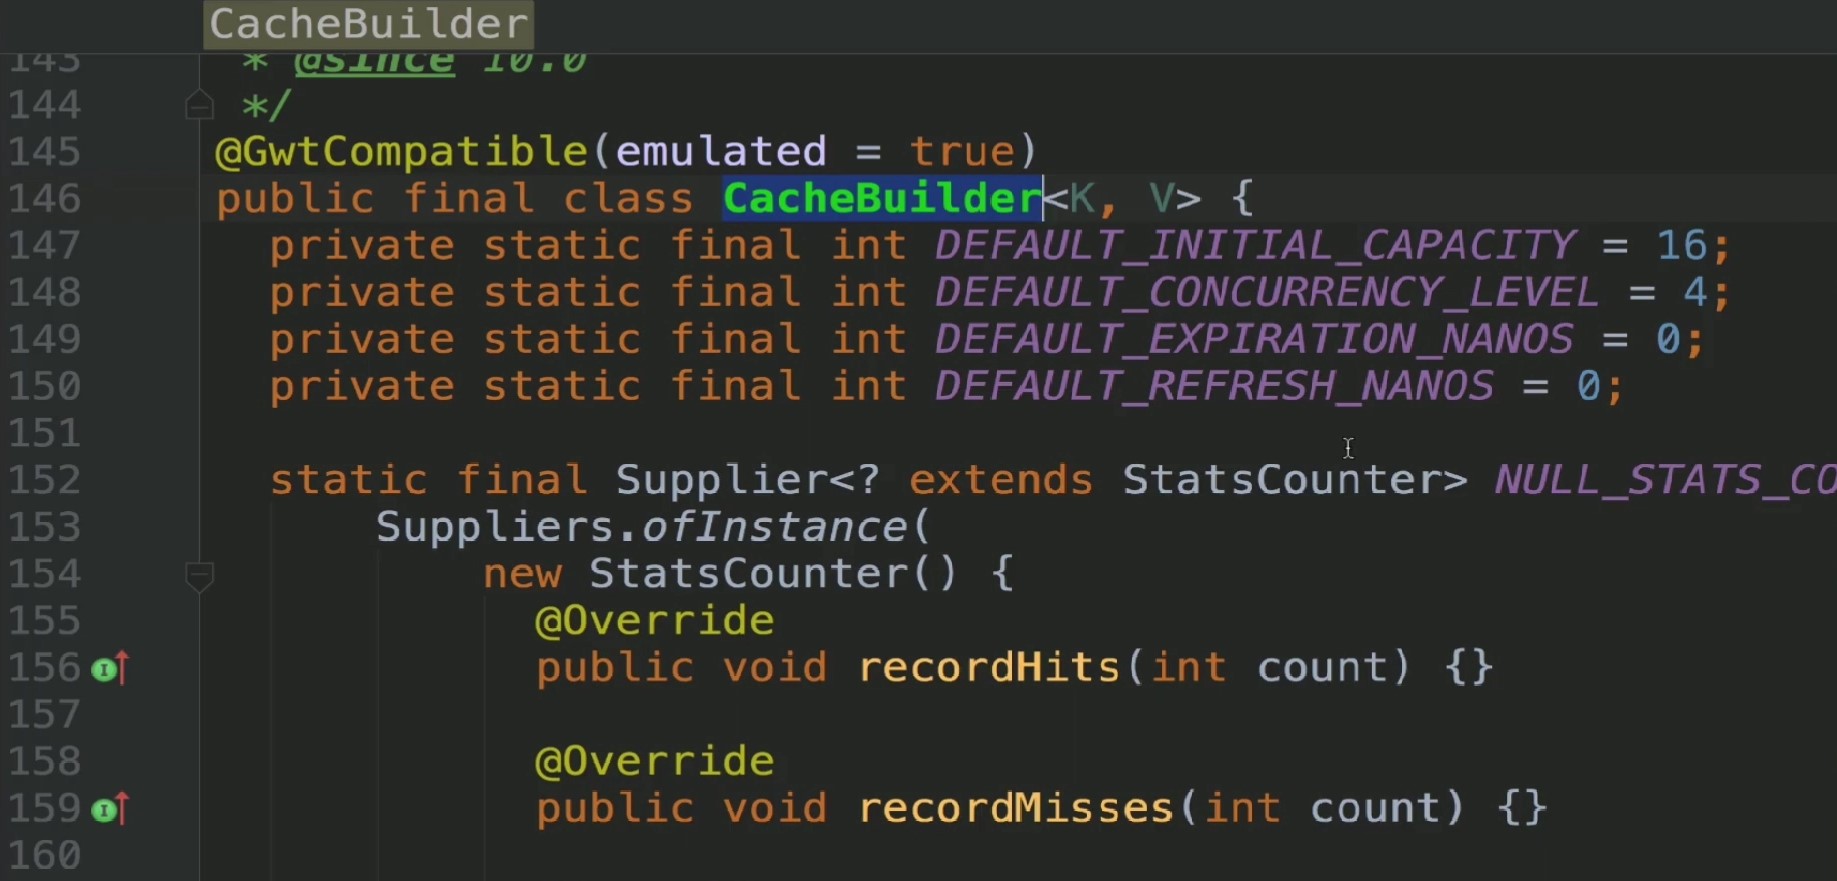 CacheBuilder
143 * @since 10.0
144 */
145 @GwtCompatible(emulated = true)
146 public final class CacheBuilder<K, V> {
147 private static final int DEFAULT_INITIAL_CAPACITY = 16;
148 private static final int DEFAULT_CONCURRENCY_LEVEL = 4;
149 private static final int DEFAULT_EXPIRATION_NANOS = 0;
150 private static final int DEFAULT_REFRESH_NANOS = 0;
151
152 static final Supplier<? extends StatsCounter> NULL_STATS_CO
153 Suppliers.ofInstance(
154 new StatsCounter() {
155 @Override
156 public void recordHits(int count) {}
157
158 @Override
159 public void recordMisses(int count) {}
160